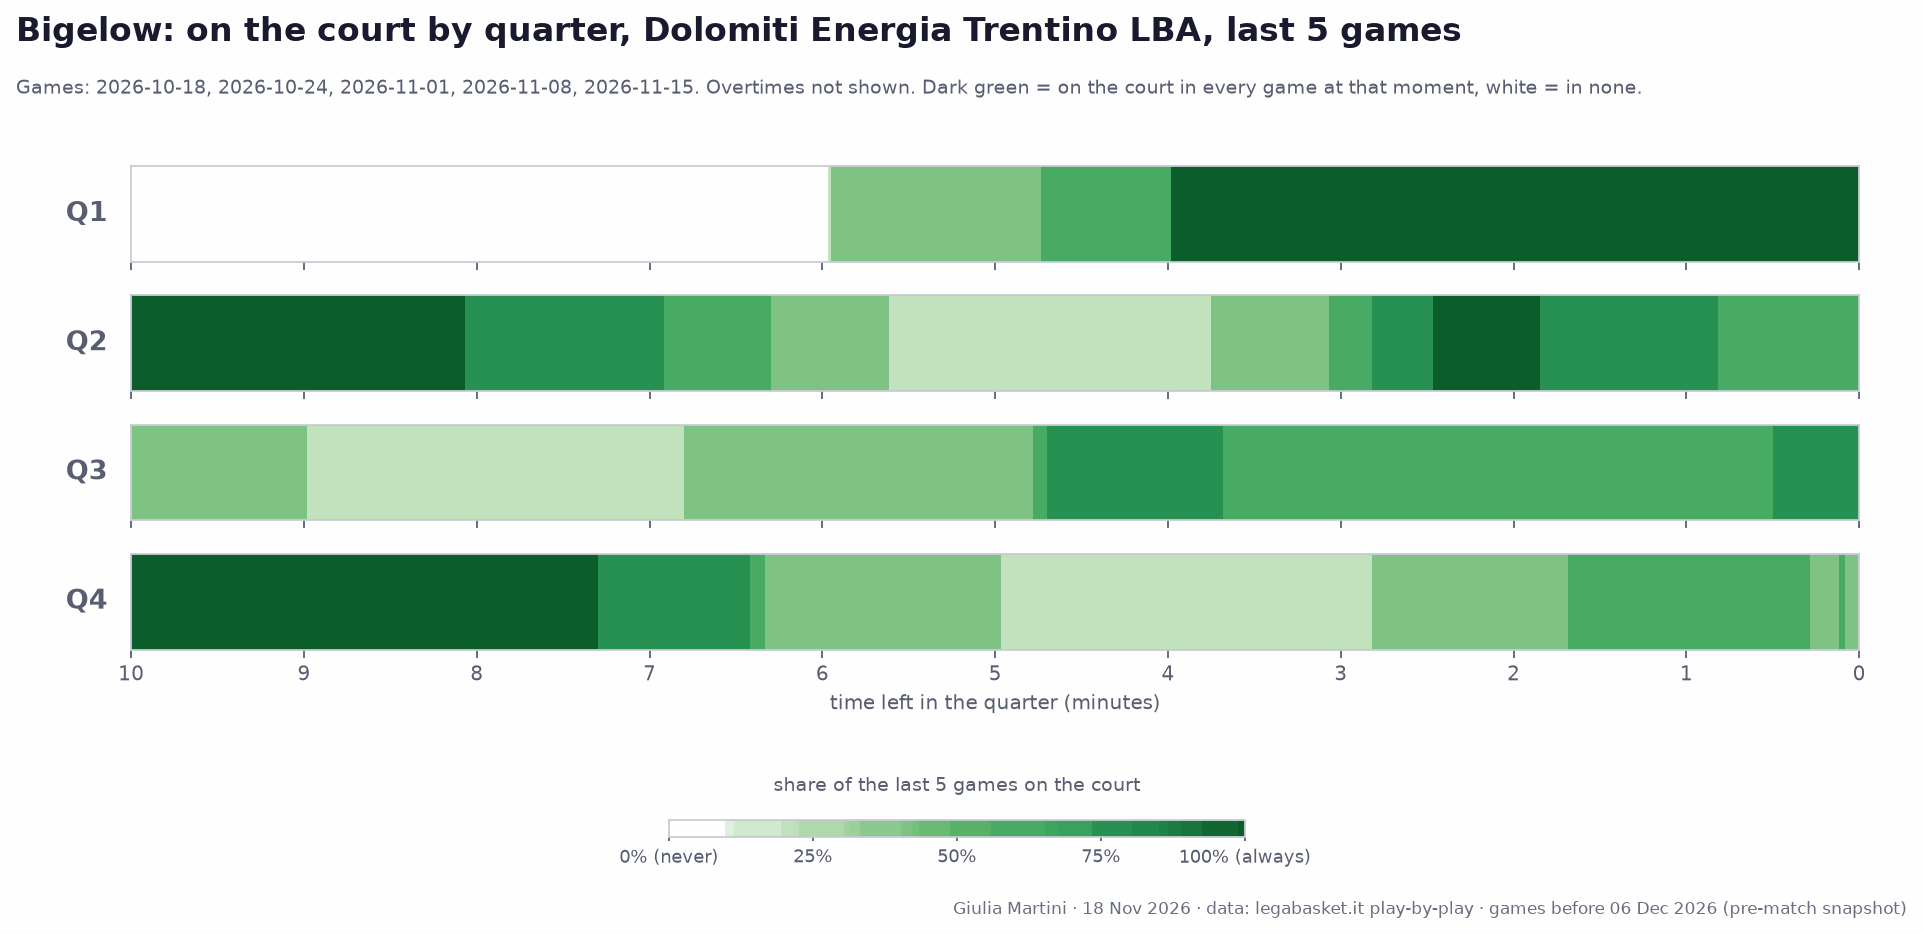 Bigelow: on the court by quarter, Dolomiti Energia Trentino LBA, last 5 games
Games: 2026-10-18, 2026-10-24, 2026-11-01, 2026-11-08, 2026-11-15. Overtimes not shown. Dark green = on the court in every game at that moment, white = in none.
Q1
Q2
Q3
Q4
10 9 8 7 6 5 4 3 2 1 0
time left in the quarter (minutes)
share of the last 5 games on the court
0% (never) 25% 50% 75% 100% (always)
Giulia Martini · 18 Nov 2026 · data: legabasket.it play-by-play · games before 06 Dec 2026 (pre-match snapshot)